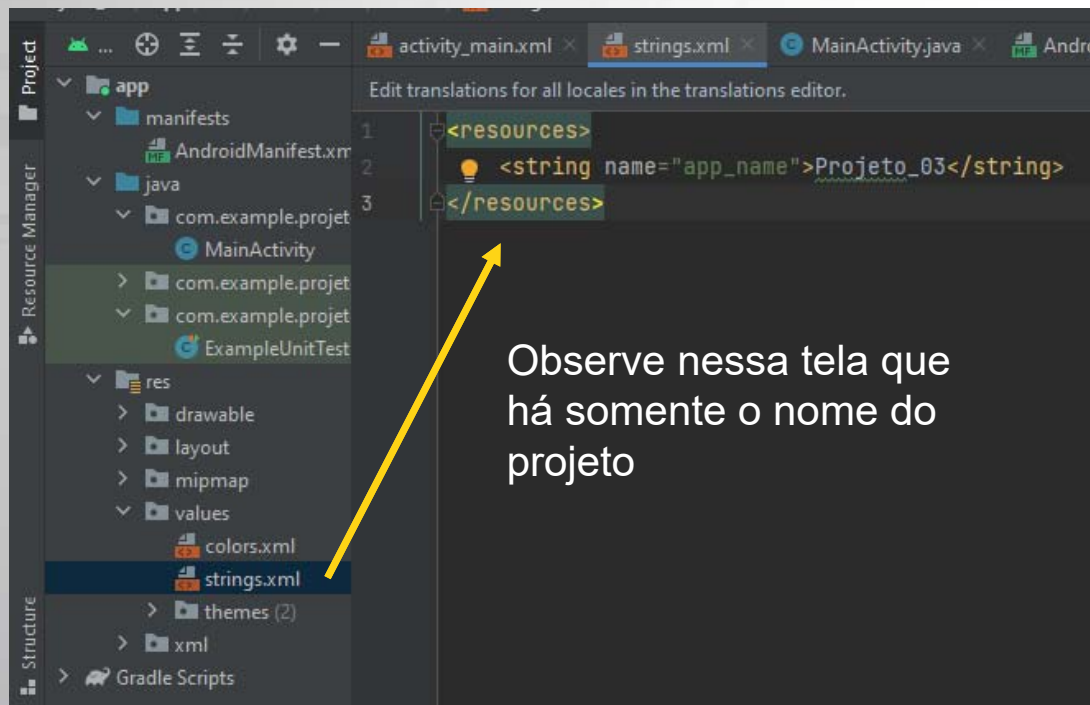 Project
Resource Manager
Structure
...
app
manifests
AndroidManifest.xm
java
com.example.projet
MainActivity
com.example.projet
com.example.projet
ExampleUnitTest
res
drawable
layout
mipmap
values
colors.xml
strings.xml
themes (2)
xml
Gradle Scripts
activity_main.xml × strings.xml × MainActivity.java × Andro
Edit translations for all locales in the translations editor.
1 <resources>
2 <string name="app_name">Projeto_03</string>
3 </resources>
Observe nessa tela que
há somente o nome do
projeto